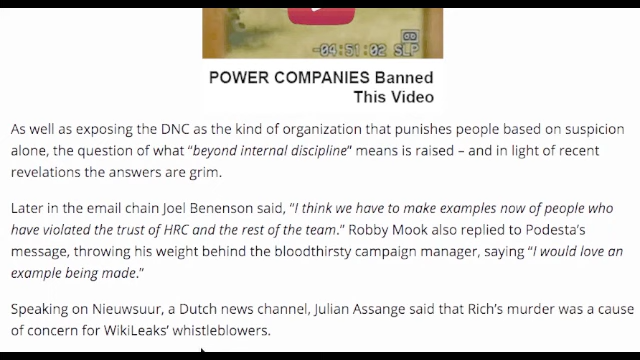 -04:51:02 SLP
POWER COMPANIES Banned
This Video
As well as exposing the DNC as the kind of organization that punishes people based on suspicion
alone, the question of what “beyond internal discipline” means is raised – and in light of recent
revelations the answers are grim.
Later in the email chain Joel Benenson said, “I think we have to make examples now of people who
have violated the trust of HRC and the rest of the team.” Robby Mook also replied to Podesta’s
message, throwing his weight behind the bloodthirsty campaign manager, saying “I would love an
example being made.”
Speaking on Nieuwsuur, a Dutch news channel, Julian Assange said that Rich’s murder was a cause
of concern for WikiLeaks’ whistleblowers.